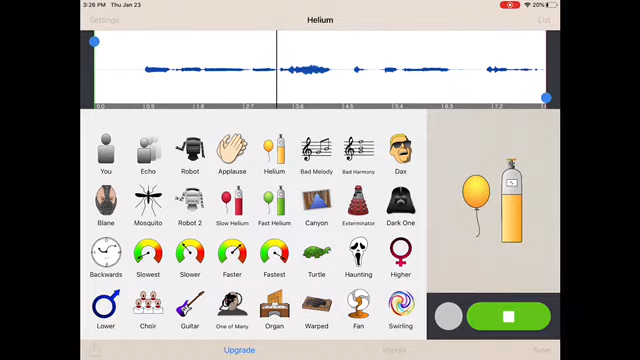 3:26 PM Thu Jan 23
20%
Settings
Helium
List
0.0 0.9 1.8 2.7 3.6 4.5 5.4 6.3 7.2
You Echo Robot Applause Helium Bad Melody Bad Harmony Dax
Blane Mosquito Robot 2 Slow Helium Fast Helium Canyon Exterminator Dark One
Backwards Slowest Slower Faster Fastest Turtle Haunting Higher
Lower Choir Guitar One of Many Organ Warped Fan Swirling
Upgrade
Import
Save